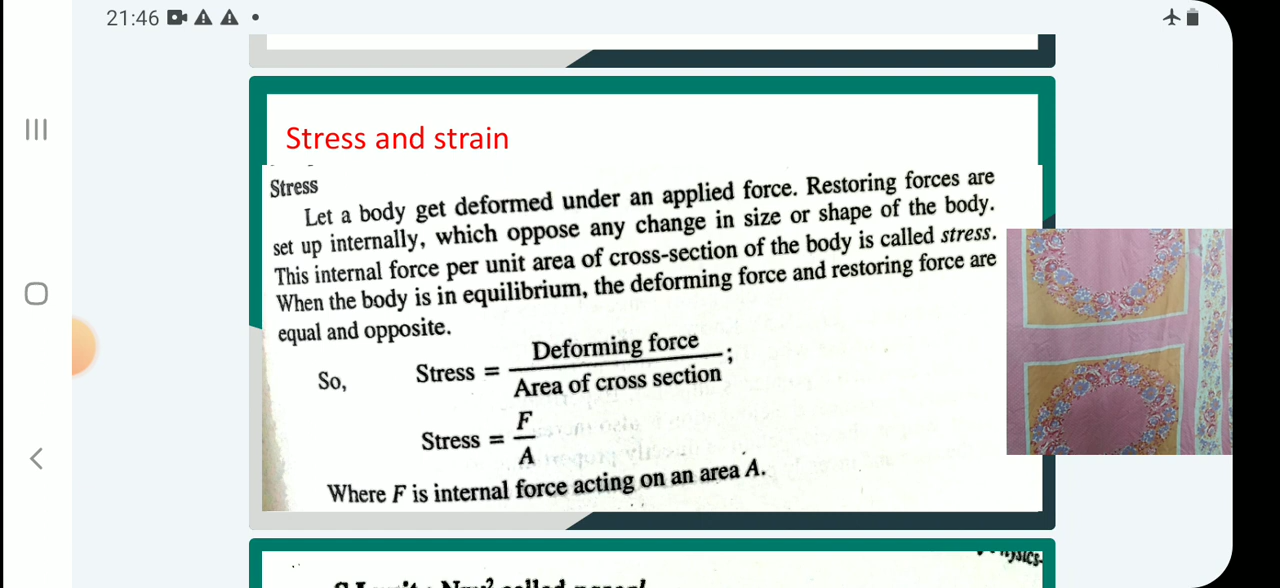 21:46
Stress and strain
Stress
Let a body get deformed under an applied force. Restoring forces are
set up internally, which oppose any change in size or shape of the body.
This internal force per unit area of cross-section of the body is called stress.
When the body is in equilibrium, the deforming force and restoring force are
equal and opposite.
So, Stress = Deforming force / Area of cross section ;
Stress = F / A
Where F is internal force acting on an area A.